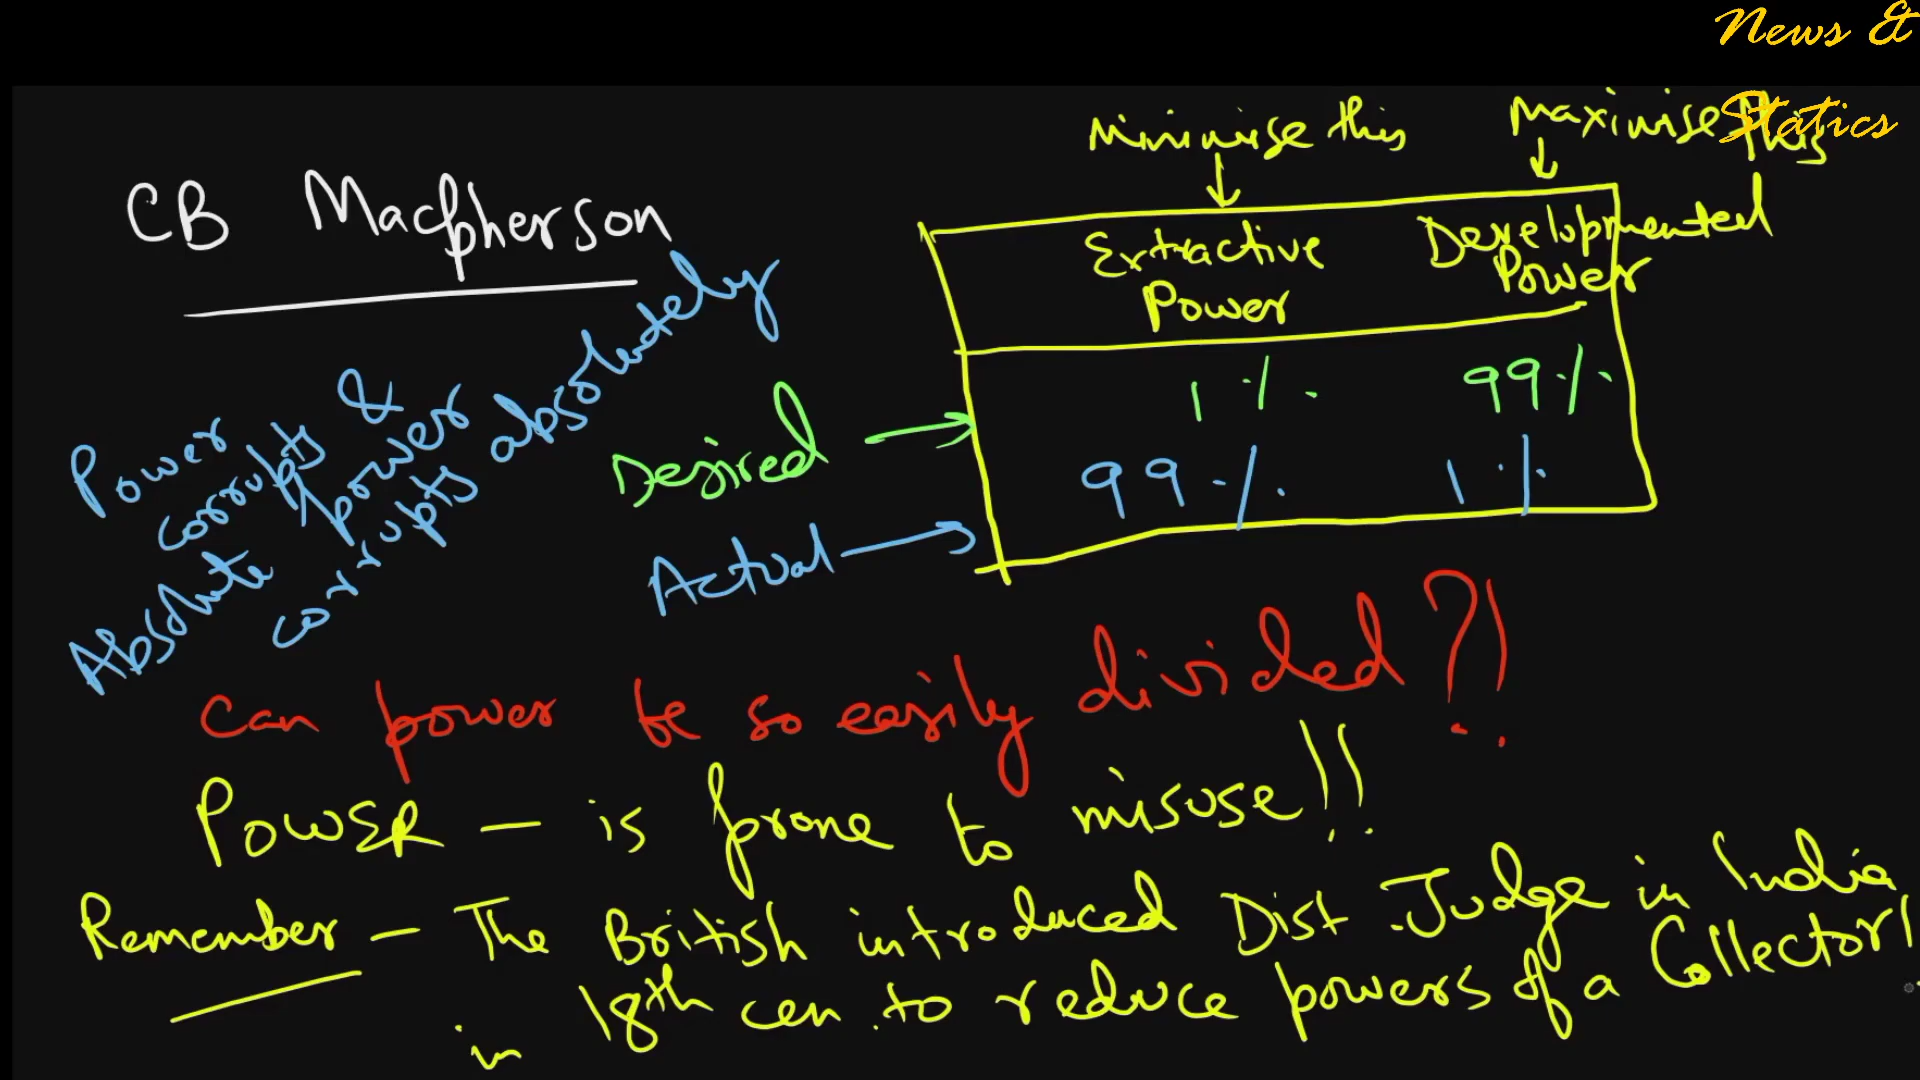 News &
Statics
Minimise this
Maximise this
CB Macpherson
Extractive
Power
Developmental
Power
Desired
1 %.
99%.
Actual
99 %.
1 %.
Power
corrupts &
Absolute power
corrupts absolutely
Can power be so easily divided?!
POWER - is prone to misuse!!
Remember - The British introduced Dist. Judge in India
in 18th cen. to reduce powers of a Collector!